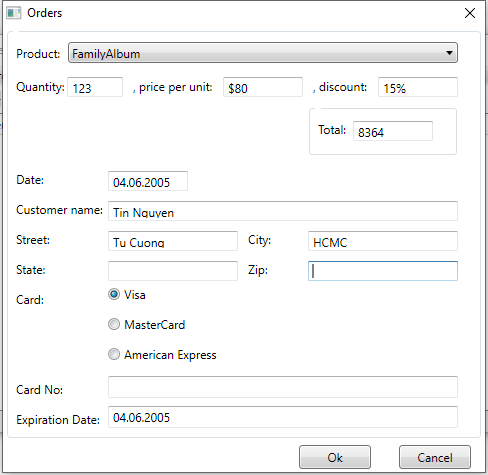 Orders
Product: FamilyAlbum
Quantity: 123 , price per unit: $80 , discount: 15%
Total: 8364
Date: 04.06.2005
Customer name: Tin Nguyen
Street: Tu Cuong City: HCMC
State: Zip:
Card: Visa
MasterCard
American Express
Card No:
Expiration Date: 04.06.2005
Ok Cancel